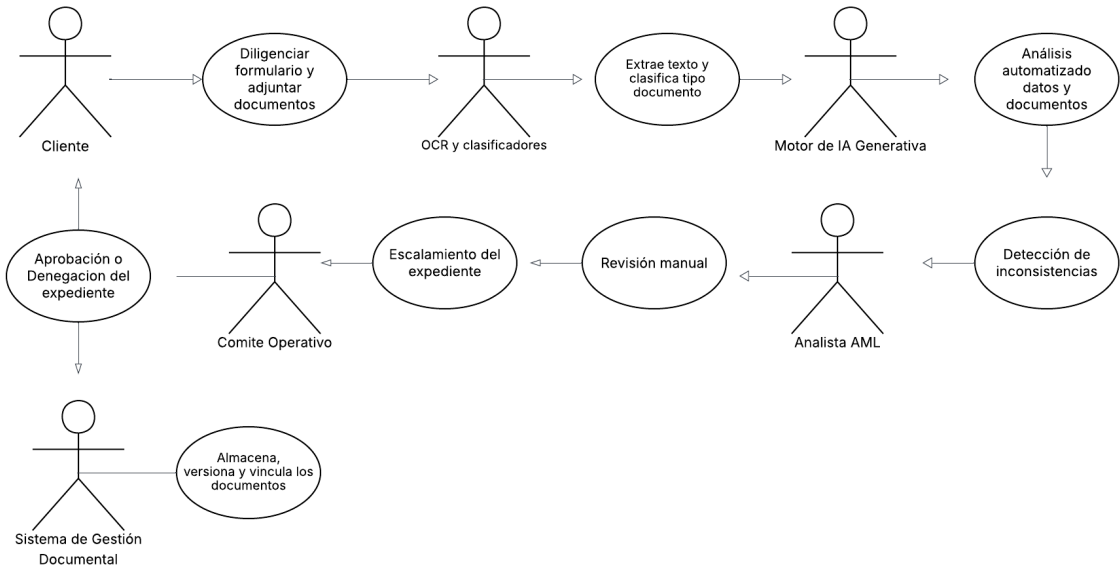 Diligenciar
formulario y
adjuntar
documentos
Cliente
Extrae texto y
clasifica tipo
documento
OCR y clasificadores
Análisis
automatizado
datos y
documentos
Motor de IA Generativa
Aprobación o
Denegacion del
expediente
Comite Operativo
Escalamiento del
expediente
Revisión manual
Analista AML
Detección de
inconsistencias
Sistema de Gestión
Documental
Almacena,
versiona y vincula los
documentos